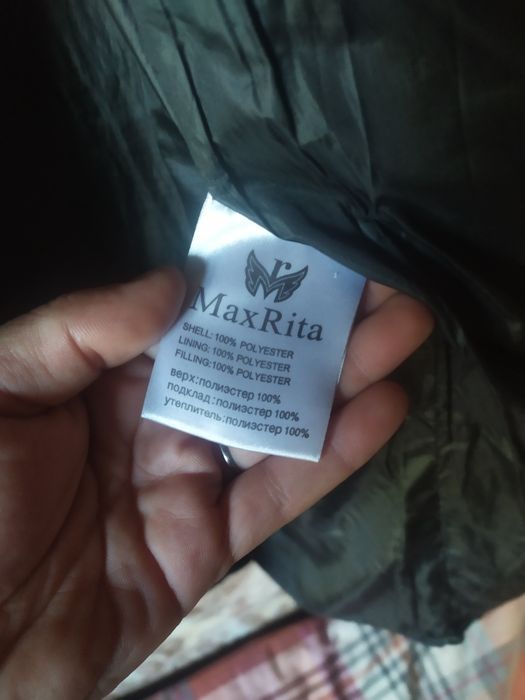 MaxRita
SHELL:100% POLYESTER
LINING:100% POLYESTER
FILLING:100% POLYESTER
верх:полиэстер 100%
подклад:полиэстер 100%
утеплитель:полиэстер 100%